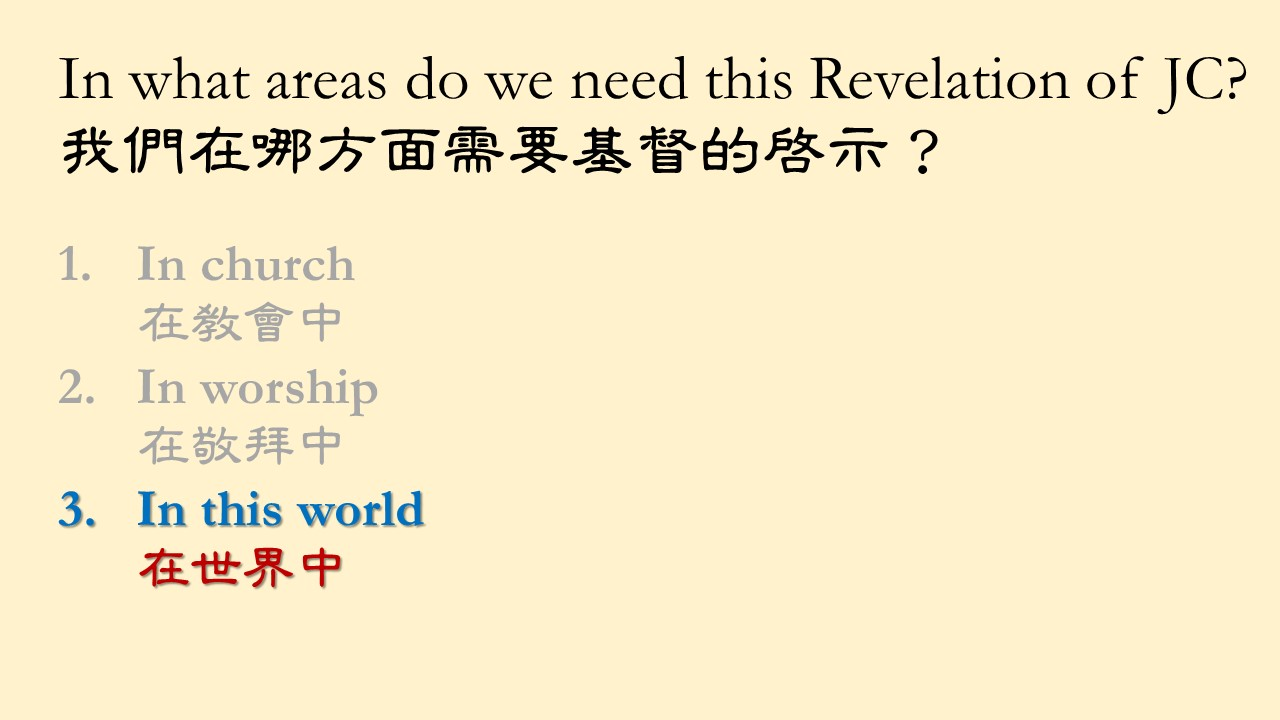 In what areas do we need this Revelation of JC?
我們在哪方面需要基督的啓示？
1. In church
在教會中
2. In worship
在敬拜中
3. In this world
在世界中